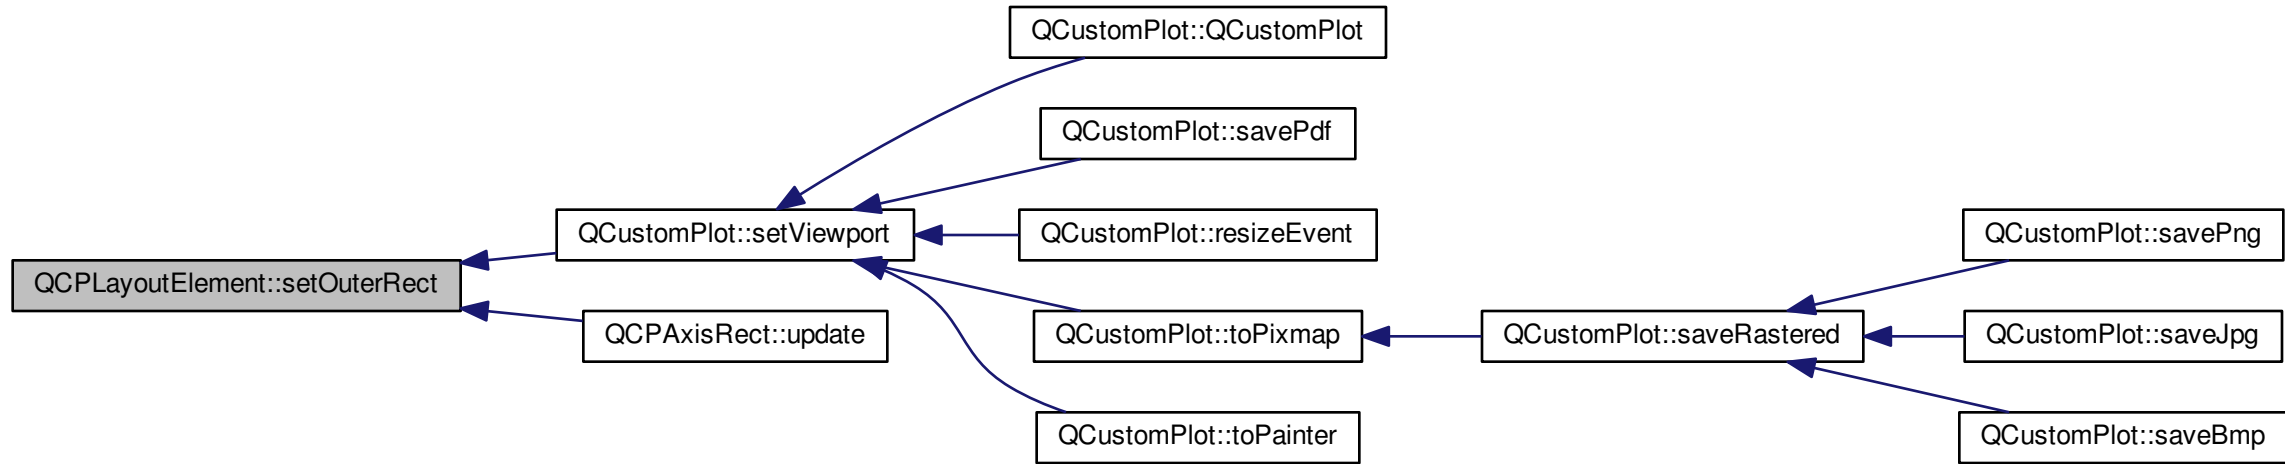 QCustomPlot::QCustomPlot
QCustomPlot::savePdf
QCustomPlot::setViewport
QCustomPlot::resizeEvent
QCustomPlot::savePng
QCPLayoutElement::setOuterRect
QCPAxisRect::update
QCustomPlot::toPixmap
QCustomPlot::saveRastered
QCustomPlot::saveJpg
QCustomPlot::toPainter
QCustomPlot::saveBmp